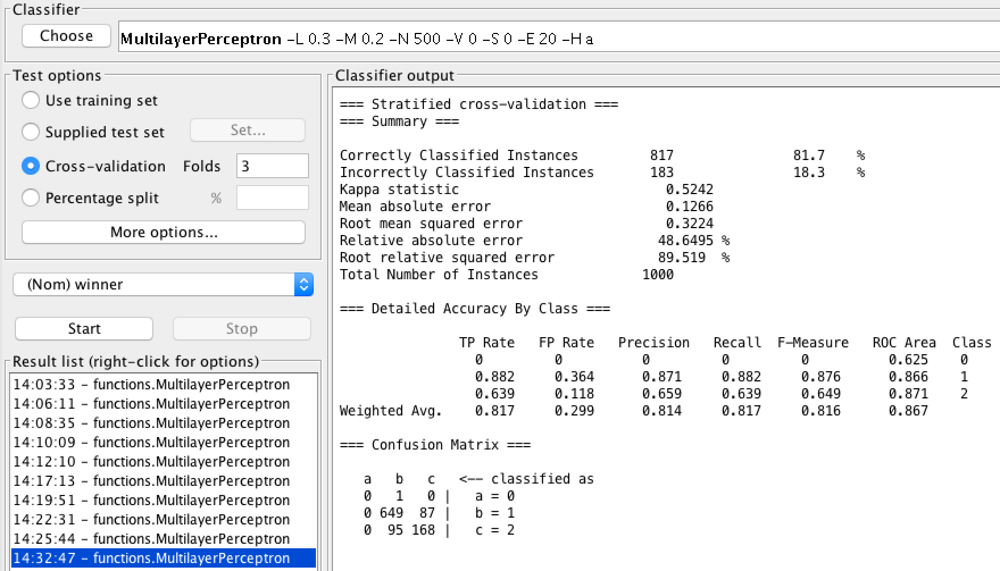 Classifier
Choose
MultilayerPerceptron –L 0.3 –M 0.2 –N 500 –V 0 –S 0 –E 20 –H a
Test options
Use training set
Supplied test set Set...
Cross–validation Folds 3
Percentage split %
More options...
(Nom) winner
Start Stop
Result list (right–click for options)
14:03:33 – functions.MultilayerPerceptron
14:06:11 – functions.MultilayerPerceptron
14:08:35 – functions.MultilayerPerceptron
14:10:09 – functions.MultilayerPerceptron
14:12:10 – functions.MultilayerPerceptron
14:17:13 – functions.MultilayerPerceptron
14:19:51 – functions.MultilayerPerceptron
14:22:31 – functions.MultilayerPerceptron
14:25:44 – functions.MultilayerPerceptron
14:32:47 – functions.MultilayerPerceptron
Classifier output
=== Stratified cross–validation ===
=== Summary ===
Correctly Classified Instances 817 81.7 %
Incorrectly Classified Instances 183 18.3 %
Kappa statistic 0.5242
Mean absolute error 0.1266
Root mean squared error 0.3224
Relative absolute error 48.6495 %
Root relative squared error 89.519 %
Total Number of Instances 1000
=== Detailed Accuracy By Class ===
TP Rate FP Rate Precision Recall F–Measure ROC Area Class
0 0 0 0 0 0.625 0
0.882 0.364 0.871 0.882 0.876 0.866 1
0.639 0.118 0.659 0.639 0.649 0.871 2
Weighted Avg. 0.817 0.299 0.814 0.817 0.816 0.867
=== Confusion Matrix ===
a b c <–– classified as
0 1 0 | a = 0
0 649 87 | b = 1
0 95 168 | c = 2